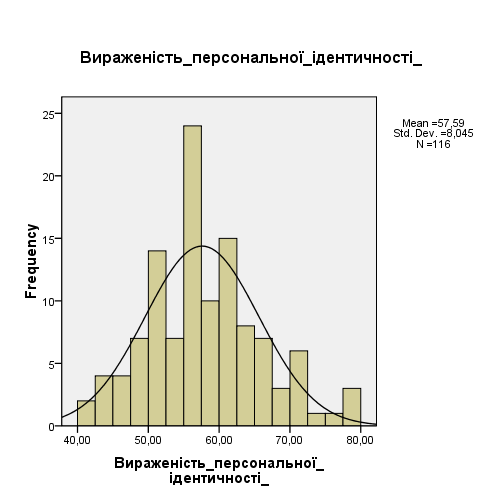 Вираженість_персональної_ідентичності_
Mean =57,59
Std. Dev. =8,045
N =116
25
20
15
10
5
0
Frequency
40,00 50,00 60,00 70,00 80,00
Вираженість_персональної_
ідентичності_